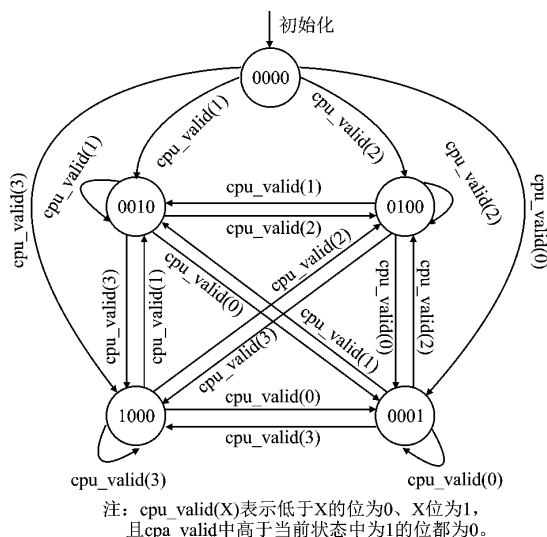 初始化
0000
cpu_valid(1)
cpu_valid(2)
cpu_valid(3)
cpu_valid(1)
cpu_valid(2)
cpu_valid(0)
0010
cpu_valid(1)
cpu_valid(2)
0100
cpu_valid(3)
cpu_valid(1)
cpu_valid(0)
cpu_valid(2)
cpu_valid(3)
cpu_valid(1)
cpu_valid(0)
cpu_valid(2)
1000
cpu_valid(0)
cpu_valid(3)
0001
cpu_valid(3)
cpu_valid(0)
注：cpu_valid(X)表示低于X的位为0、X位为1，
且cpa_valid中高于当前状态中为1的位都为0。